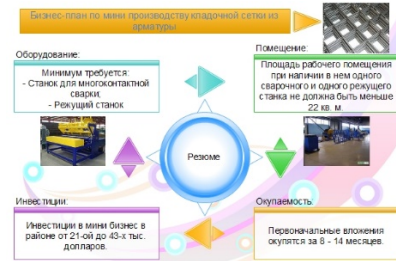 Бизнес-план по мини производству кладочной сетки из
арматуры
Оборудование:
Минимум требуется:
- Станок для многоконтактной
сварки;
- Режущий станок
Помещение:
Площадь рабочего помещения
при наличии в нем одного
сварочного и одного режущего
станка не должна быть меньше
22 кв. м.
Резюме
Инвестиции:
Инвестиции в мини бизнес в
районе от 21-ой до 43-х тыс.
долларов.
Окупаемость:
Первоначальные вложения
окупятся за 8 - 14 месяцев.